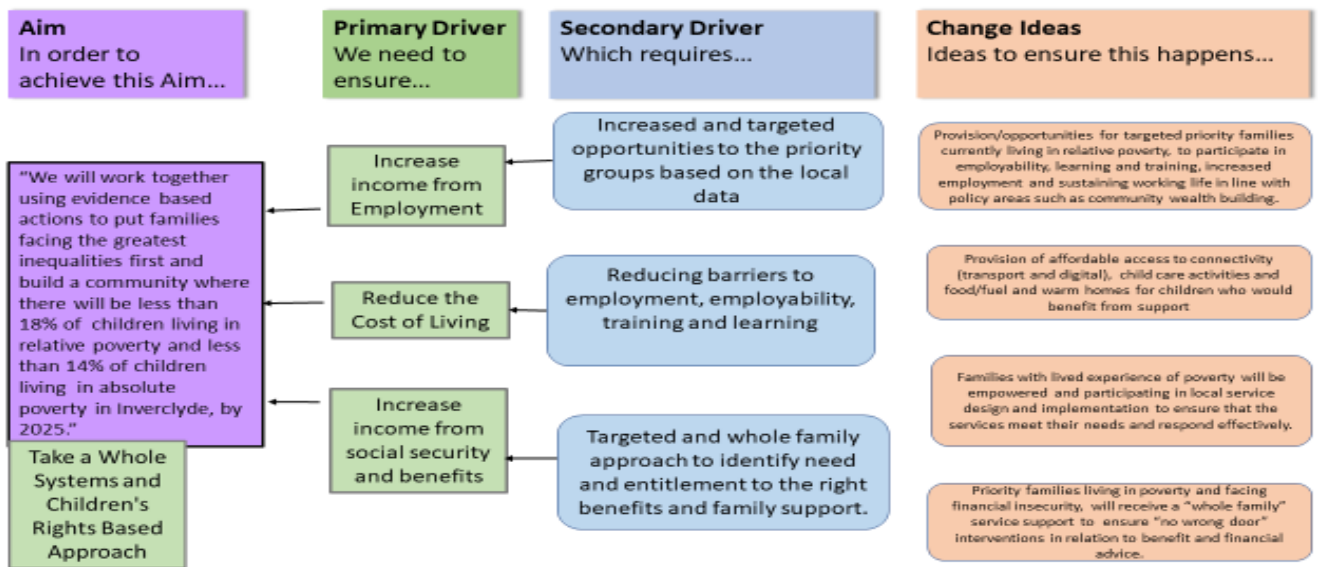 Aim
In order to
achieve this Aim...
Primary Driver
We need to
ensure...
Secondary Driver
Which requires...
Change Ideas
Ideas to ensure this happens...
"We will work together
using evidence based
actions to put families
facing the greatest
inequalities first and
build a community where
there will be less than
18% of children living in
relative poverty and less
than 14% of children
living in absolute
poverty in Inverclyde, by
2025."
Take a Whole
Systems and
Children's
Rights Based
Approach
Increase
income from
Employment
Reduce the
Cost of Living
Increase
income from
social security
and benefits
Increased and targeted
opportunities to the priority
groups based on the local
data
Reducing barriers to
employment, employability,
training and learning
Targeted and whole family
approach to identify need
and entitlement to the right
benefits and family support.
Provision/opportunities for targeted priority families
currently living in relative poverty, to participate in
employability, learning and training, increased
employment and sustaining working life in line with
policy areas such as community wealth building.
Provision of affordable access to connectivity
(transport and digital), child care activities and
food/fuel and warm homes for children who would
benefit from support
Families with lived experience of poverty will be
empowered and participating in local service
design and implementation to ensure that the
services meet their needs and respond effectively.
Priority families living in poverty and facing
financial insecurity, will receive a "whole family"
service support to ensure "no wrong door"
interventions in relation to benefit and financial
advice.